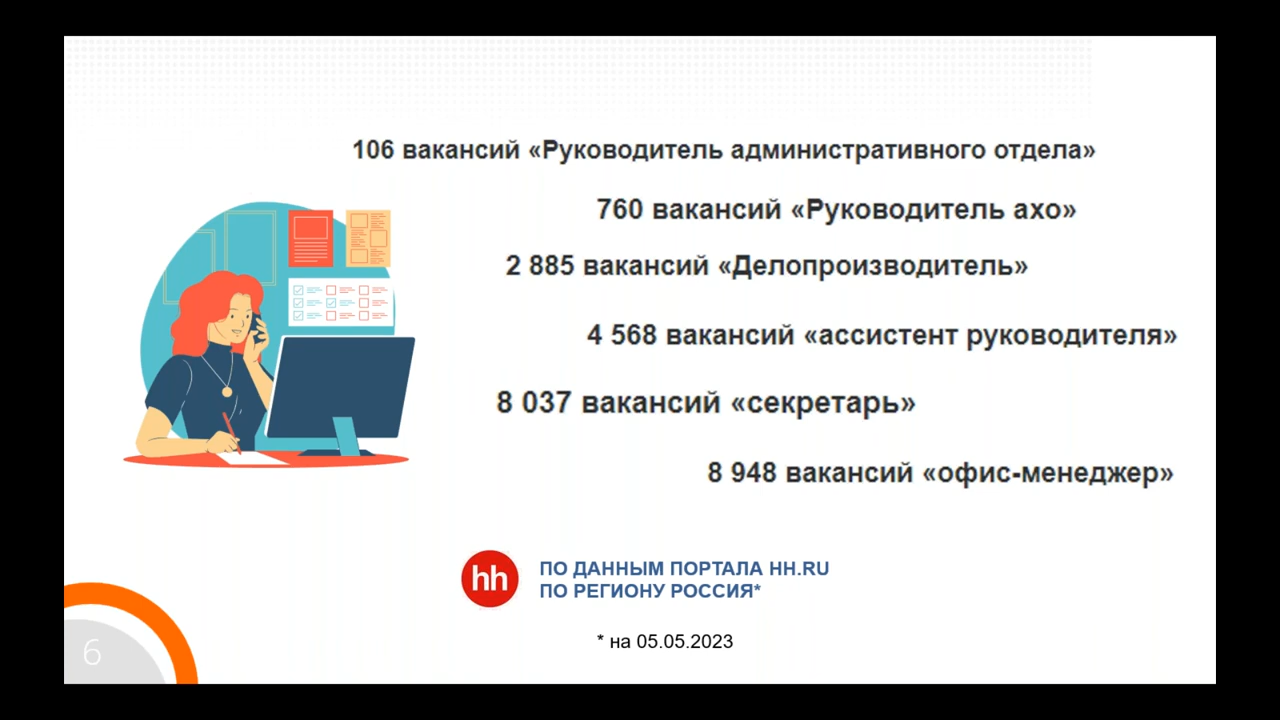 106 вакансий «Руководитель административного отдела»
760 вакансий «Руководитель ахо»
2 885 вакансий «Делопроизводитель»
4 568 вакансий «ассистент руководителя»
8 037 вакансий «секретарь»
8 948 вакансий «офис-менеджер»
hh
ПО ДАННЫМ ПОРТАЛА HH.RU
ПО РЕГИОНУ РОССИЯ*
* на 05.05.2023
6